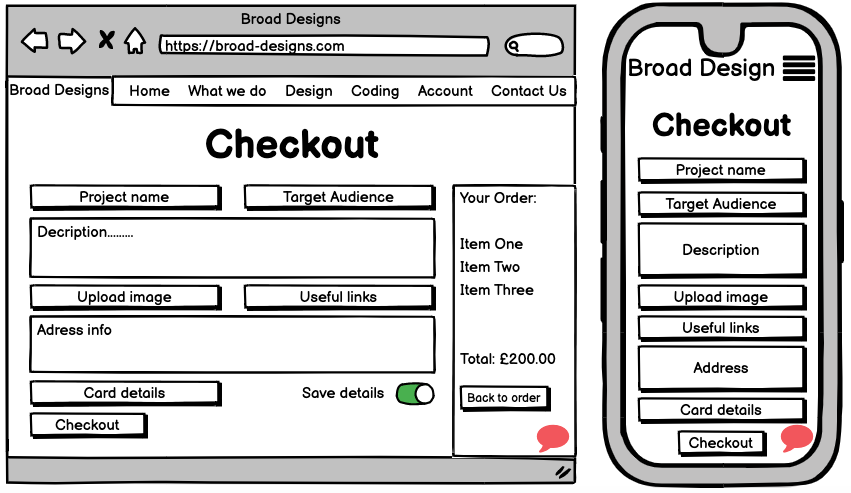 Broad Designs
https://broad-designs.com
Broad Designs Home What we do Design Coding Account Contact Us
Checkout
Project name Target Audience
Decription.........
Upload image Useful links
Adress info
Card details Save details
Checkout
Your Order:
Item One
Item Two
Item Three
Total: £200.00
Back to order
Broad Design
Checkout
Project name
Target Audience
Description
Upload image
Useful links
Address
Card details
Checkout